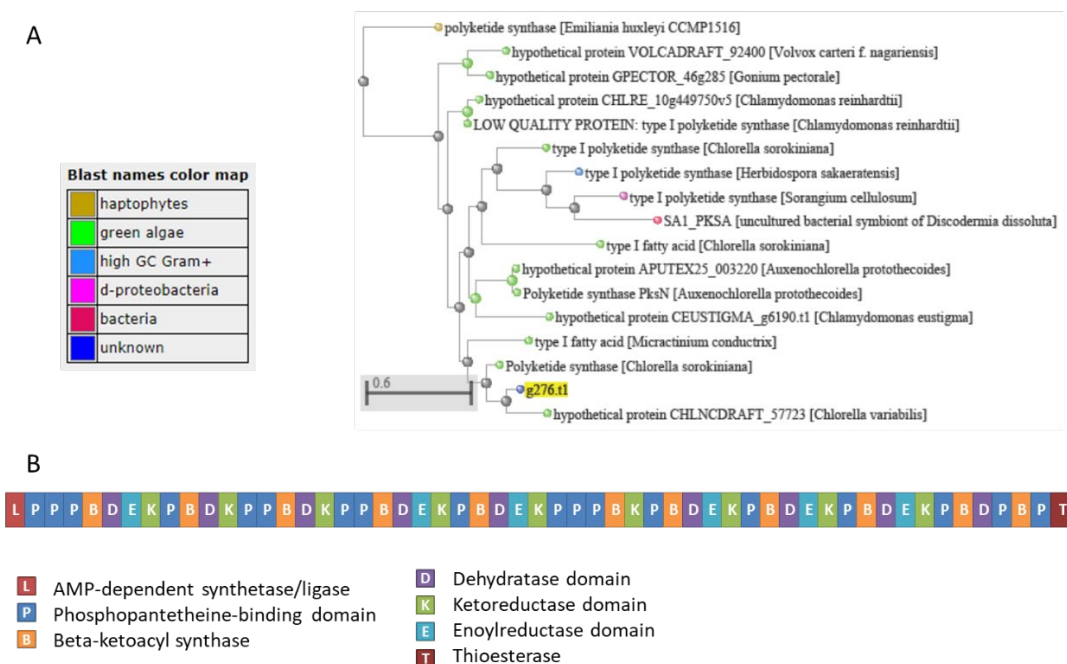 A
polyketide synthase [Emiliania huxleyi CCMP1516]
hypothetical protein VOLCADRAFT_92400 [Volvox carteri f. nagariensis]
hypothetical protein GPECTOR_46g285 [Gonium pectorale]
hypothetical protein CHLRE_10g449750v5 [Chlamydomonas reinhardtii]
LOW QUALITY PROTEIN: type I polyketide synthase [Chlamydomonas reinhardtii]
type I polyketide synthase [Chlorella sorokiniana]
type I polyketide synthase [Herbidospora sakaeratensis]
type I polyketide synthase [Sorangium cellulosum]
SA1_PKSA [uncultured bacterial symbiont of Discodermia dissoluta]
type I fatty acid [Chlorella sorokiniana]
hypothetical protein APUTEX25_003220 [Auxenochlorella protothecoides]
Polyketide synthase PksN [Auxenochlorella protothecoides]
hypothetical protein CEUSTIGMA_g6190.t1 [Chlamydomonas eustigma]
type I fatty acid [Micractinium conductrix]
Polyketide synthase [Chlorella sorokiniana]
g276.t1
hypothetical protein CHLNCDRAFT_57723 [Chlorella variabilis]
0.6
Blast names color map
haptophytes
green algae
high GC Gram+
d-proteobacteria
bacteria
unknown
B
L P P P B D E K P B D K P P B D K P P B D E K P B D E K P P P B K P B D E K P B D E K P B D E K P B D P B P T
L AMP-dependent synthetase/ligase
P Phosphopantetheine-binding domain
B Beta-ketoacyl synthase
D Dehydratase domain
K Ketoreductase domain
E Enoylreductase domain
T Thioesterase